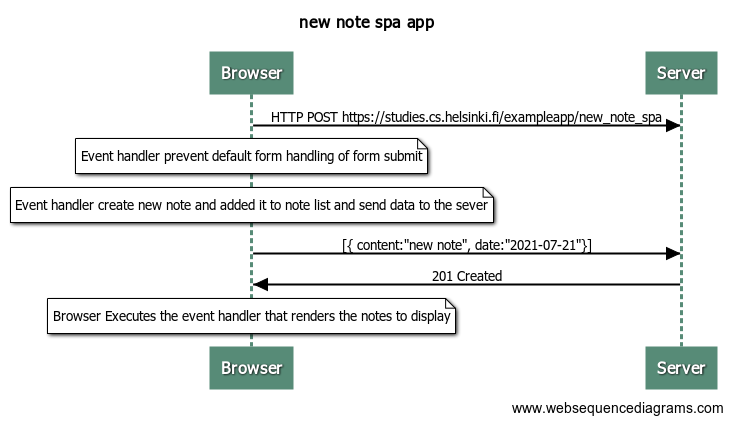 new note spa app
Browser
Server
HTTP POST https://studies.cs.helsinki.fi/exampleapp/new_note_spa
Event handler prevent default form handling of form submit
Event handler create new note and added it to note list and send data to the sever
[{ content:"new note", date:"2021-07-21"}]
201 Created
Browser Executes the event handler that renders the notes to display
Browser
Server
www.websequencediagrams.com